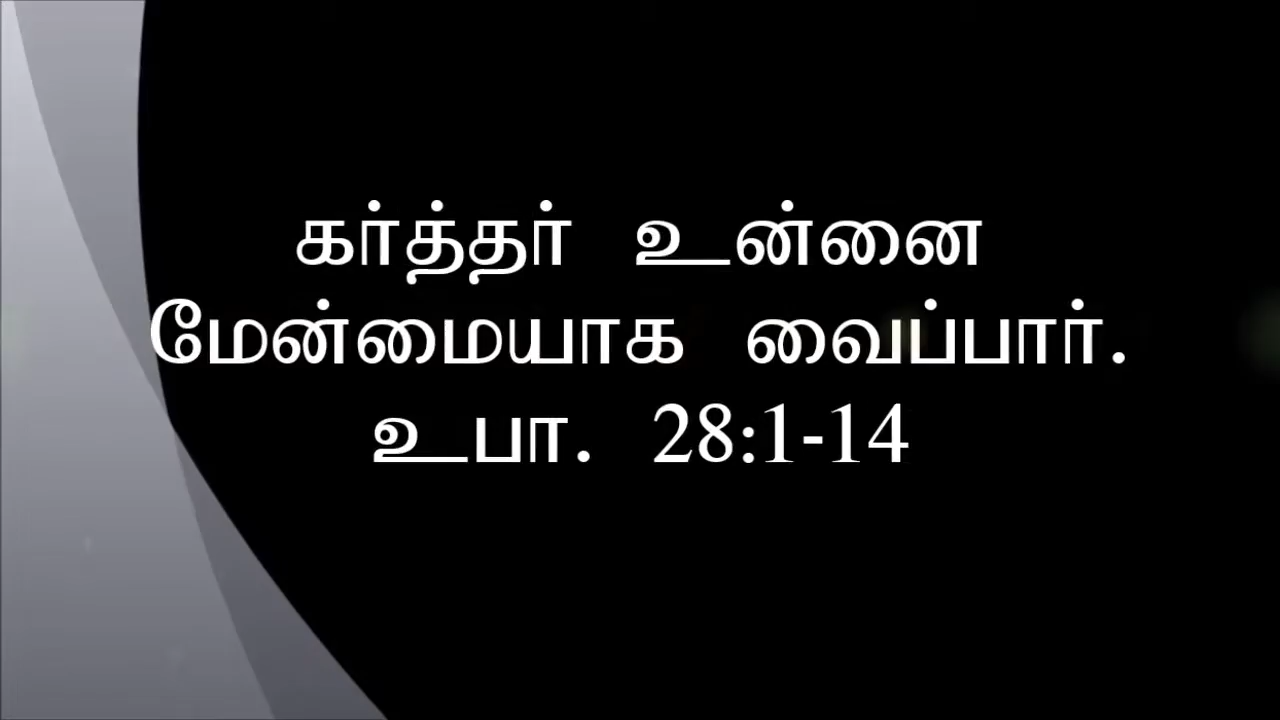 கர்த்தர் உன்னை
மேன்மையாக வைப்பார்.
உபா. 28:1-14